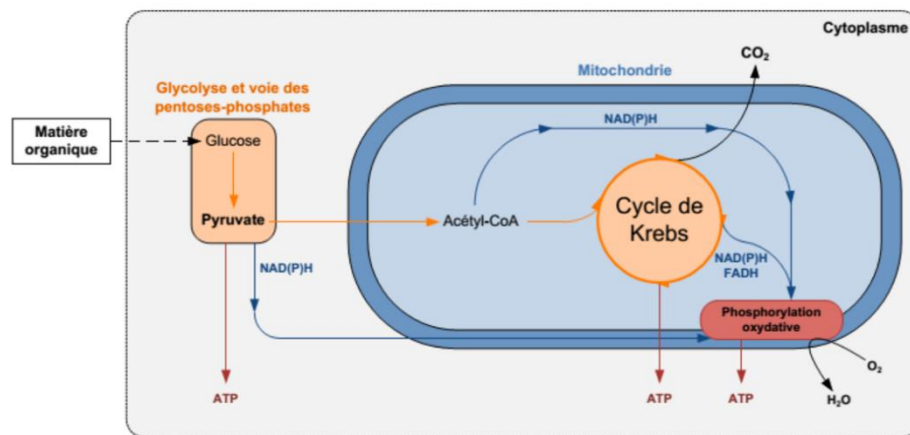 Cytoplasme
CO₂
Mitochondrie
Glycolyse et voie des
pentoses-phosphates
NAD(P)H
Matière
organique
Glucose
Pyruvate
Acétyl-CoA
Cycle de
Krebs
NAD(P)H
NAD(P)H
FADH
Phosphorylation
oxydative
O₂
ATP
ATP
ATP
H₂O